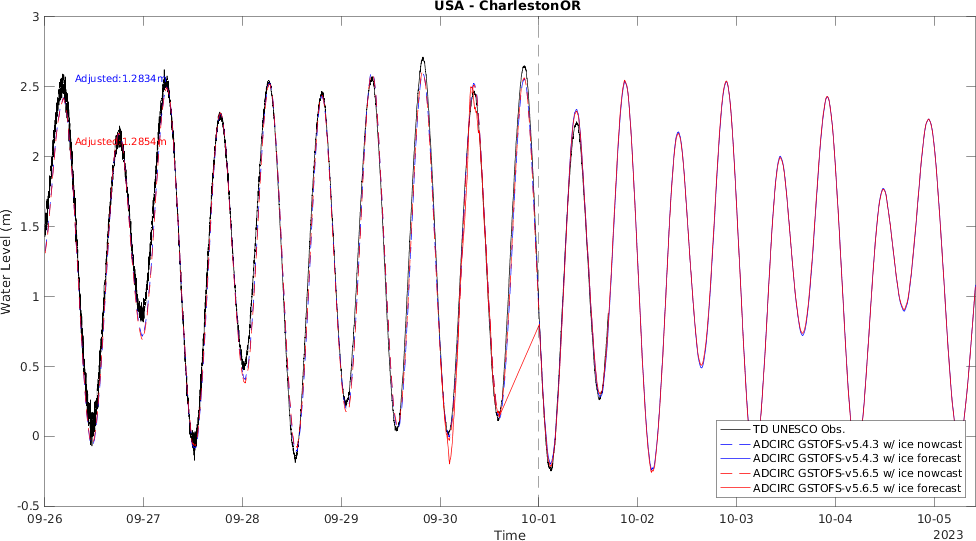 USA - CharlestonOR
3
2.5
2
1.5
1
0.5
0
-0.5
Water Level (m)
Adjusted:1.2834m
Adjusted:1.2854m
TD UNESCO Obs.
ADCIRC GSTOFS-v5.4.3 w/ ice nowcast
ADCIRC GSTOFS-v5.4.3 w/ ice forecast
ADCIRC GSTOFS-v5.6.5 w/ ice nowcast
ADCIRC GSTOFS-v5.6.5 w/ ice forecast
09-26 09-27 09-28 09-29 09-30 10-01 10-02 10-03 10-04 10-05
Time
2023